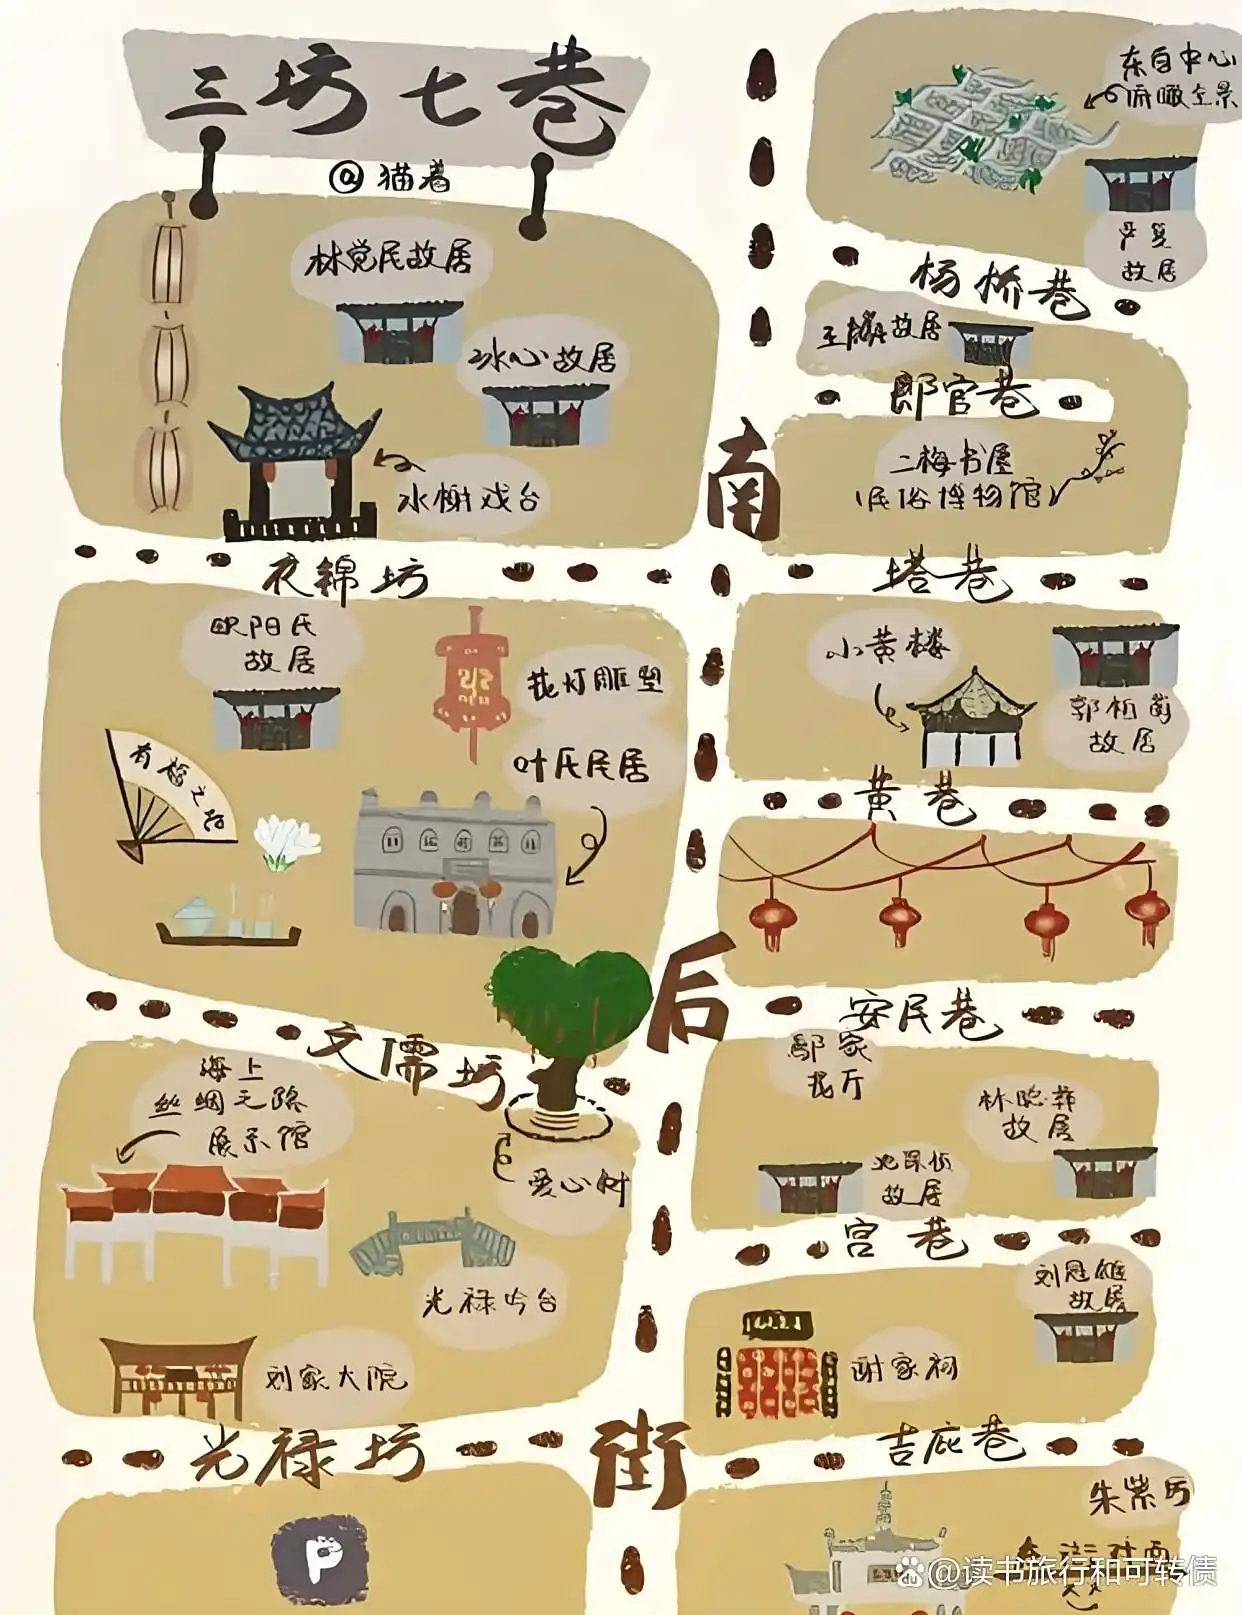 三坊七巷
@猫着
林觉民故居
冰心故居
水榭戏台
衣锦坊
欧阳氏
故居
花灯雕塑
叶氏民居
有福之地
文儒坊
海上
丝绸之路
展示馆
爱心树
光禄吟台
刘家大院
光禄坊
P
南
后
街
东百中心
俯瞰全景
严复
故居
杨桥巷
王麒故居
郎官巷
二梅书屋
(民俗博物馆)
塔巷
小黄楼
郭柏荫
故居
黄巷
安民巷
鄢家
花厅
林聪彝
故居
沈葆桢
故居
宫巷
刘冠雄
故居
谢家祠
吉庇巷
朱紫坊
@读书旅行和可转债